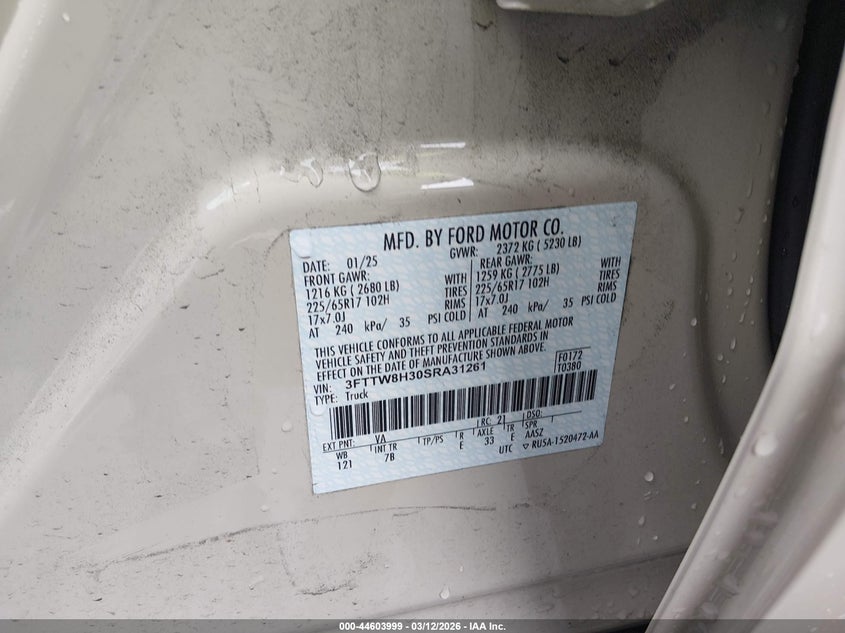 MFD. BY FORD MOTOR CO.
DATE: 01/25 GVWR: 2372 KG ( 5230 LB)
FRONT GAWR: REAR GAWR:
1216 KG ( 2680 LB) WITH 1259 KG ( 2775 LB) WITH
225/65R17 102H TIRES 225/65R17 102H TIRES
17x7.0J RIMS 17x7.0J RIMS
AT 240 kPa/ 35 PSI COLD AT 240 kPa/ 35 PSI COLD
THIS VEHICLE CONFORMS TO ALL APPLICABLE FEDERAL MOTOR
VEHICLE SAFETY AND THEFT PREVENTION STANDARDS IN
EFFECT ON THE DATE OF MANUFACTURE SHOWN ABOVE.
VIN: 3FTTW8H30SRA31261 F0172
TYPE: Truck T0380
EXT PNT: VA RC: 21 DSO:
WB INT TR TP/PS R AXLE TR SPR
121 7B E 33 E AASZ
UTC ▽ RU5A-1520472-AA
000-44603999 - 03/12/2026 - IAA Inc.